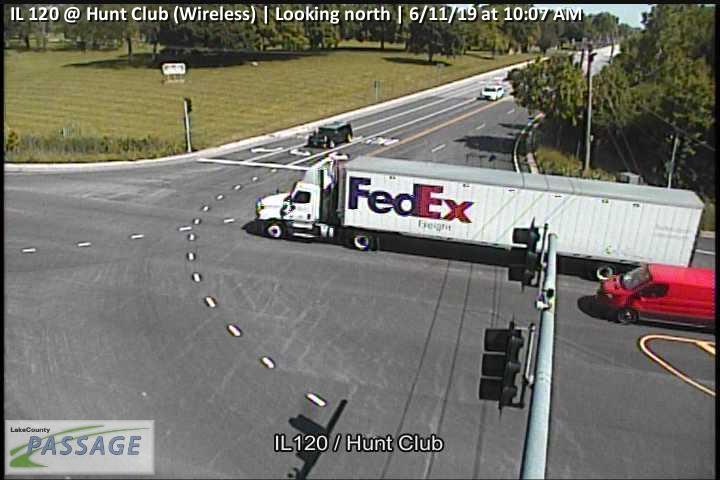 IL 120 @ Hunt Club (Wireless) | Looking north | 6/11/19 at 10:07 AM
FedEx
Freight
IL120 / Hunt Club
LakeCounty
PASSAGE